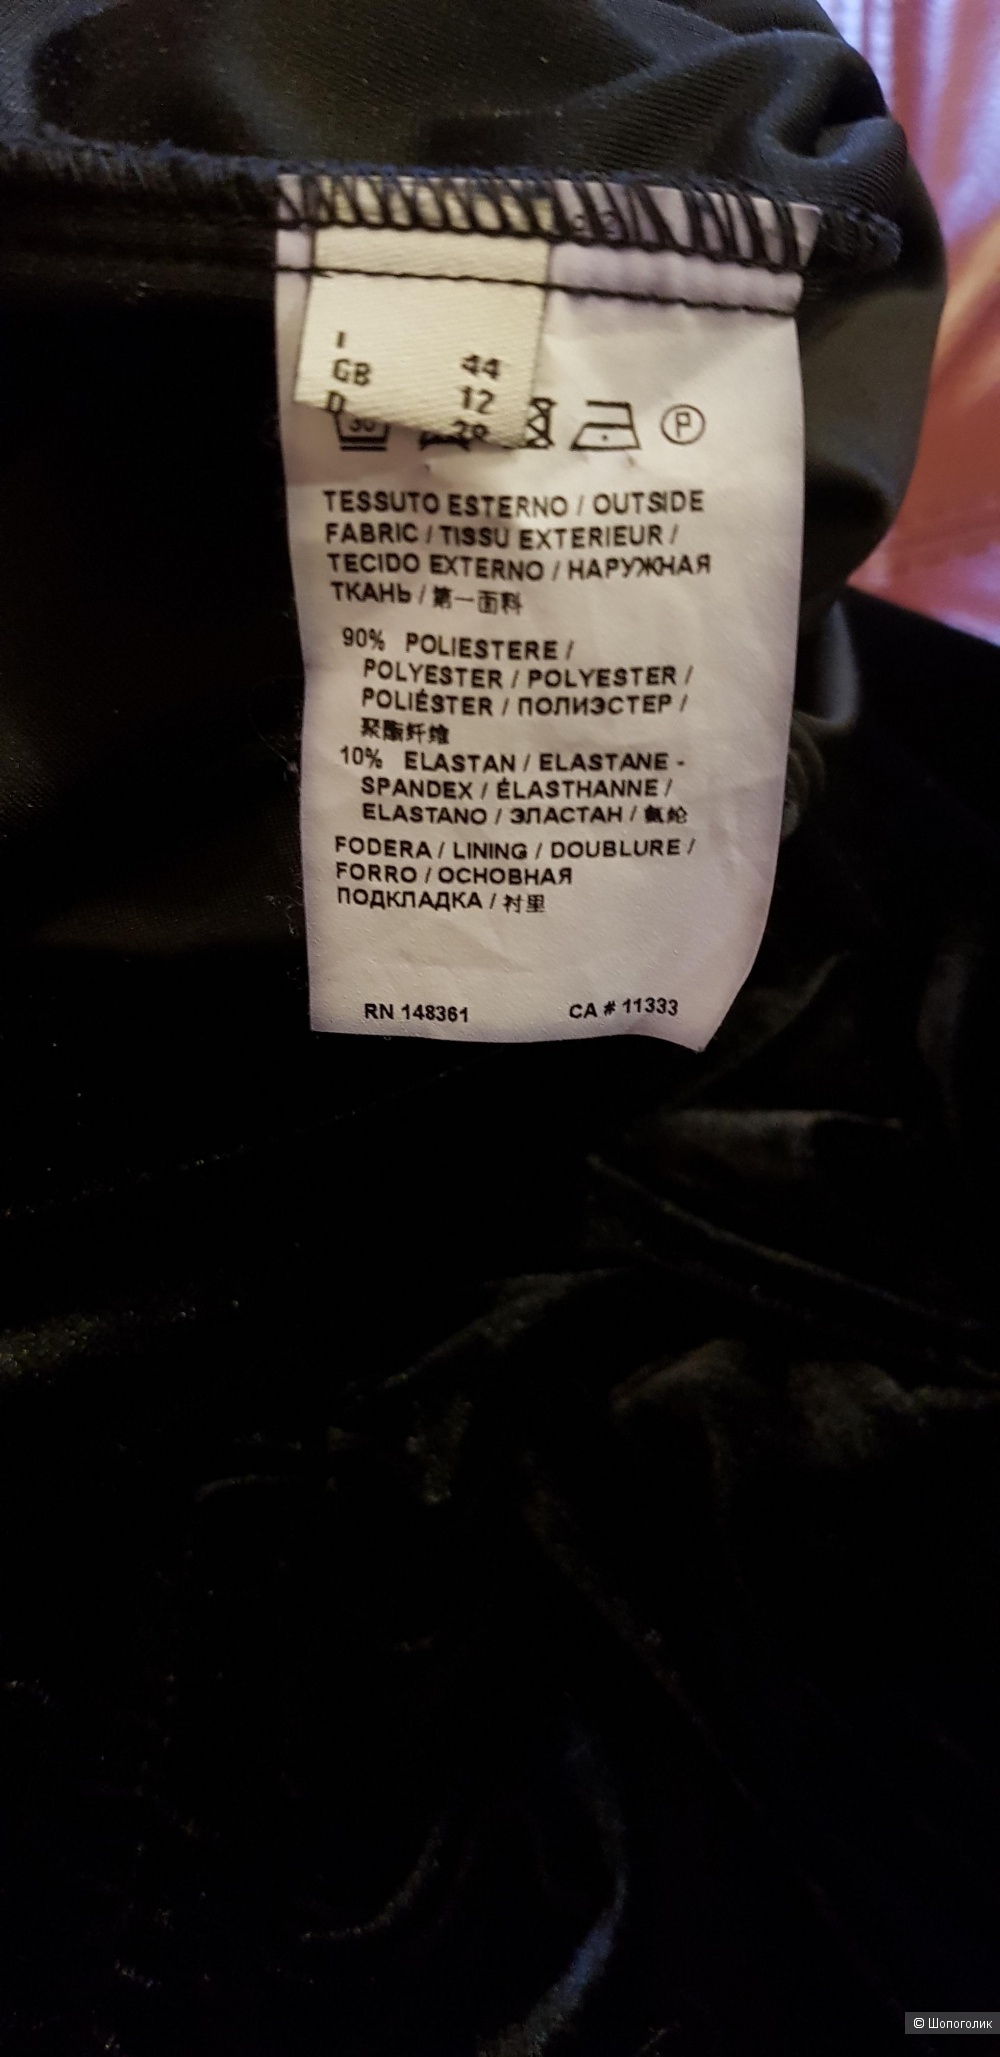 I
GB 44
D 12
38
30
P
TESSUTO ESTERNO / OUTSIDE
FABRIC / TISSU EXTERIEUR /
TECIDO EXTERNO / НАРУЖНАЯ
ТКАНЬ / 第一面料
90% POLIESTERE /
POLYESTER / POLYESTER /
POLIÉSTER / ПОЛИЭСТЕР /
聚酯纤维
10% ELASTAN / ELASTANE -
SPANDEX / ÉLASTHANNE /
ELASTANO / ЭЛАСТАН / 氨纶
FODERA / LINING / DOUBLURE /
FORRO / ОСНОВНАЯ
ПОДКЛАДКА / 衬里
RN 148361 CA # 11333
© Шопоголик